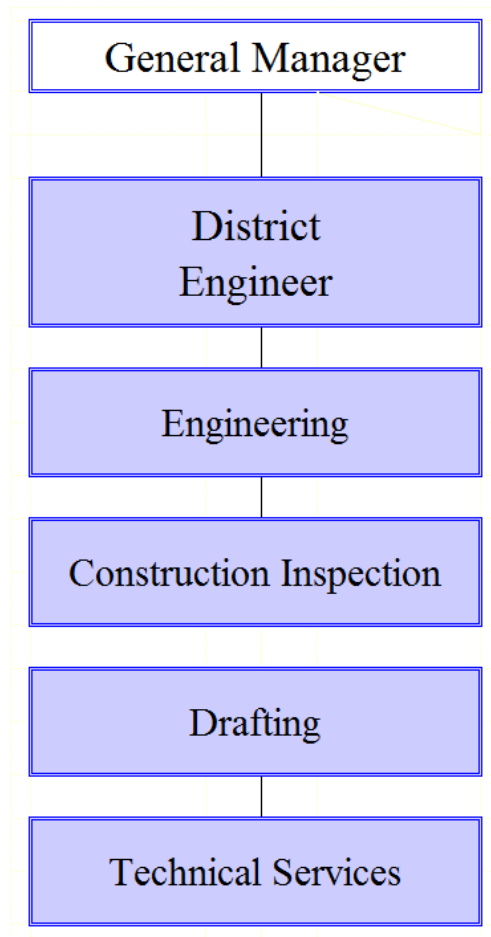 General Manager
District
Engineer
Engineering
Construction Inspection
Drafting
Technical Services